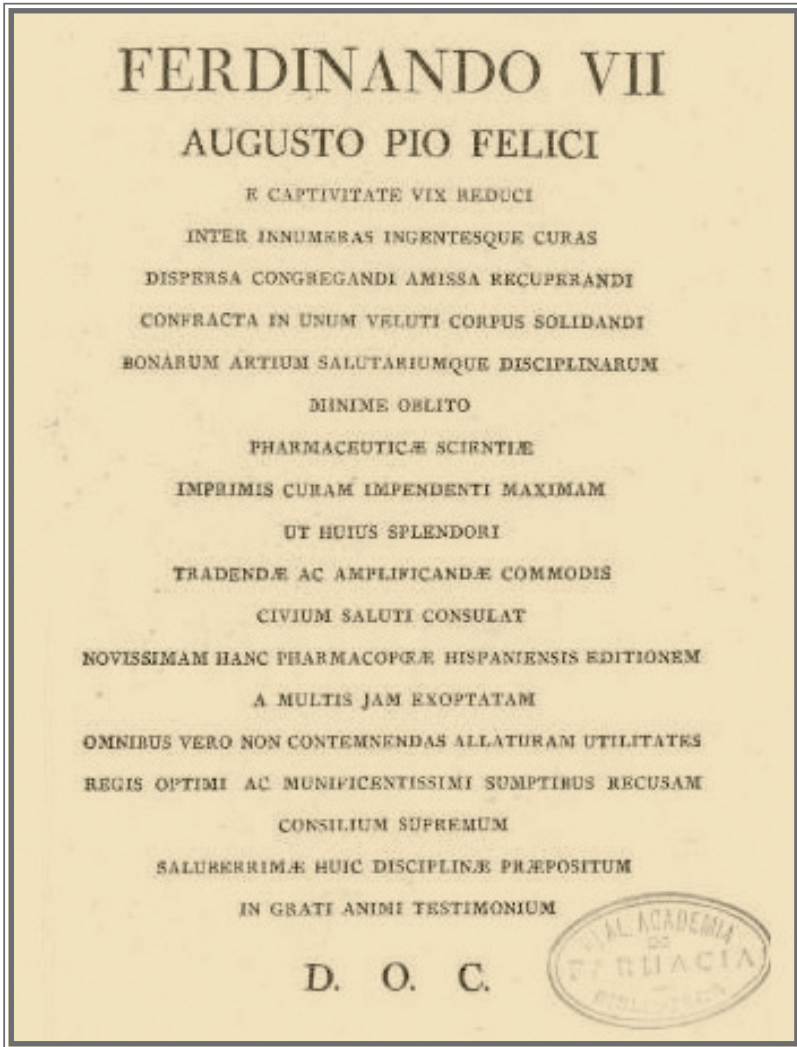 FERDINANDO VII
AUGUSTO PIO FELICI
E CAPTIVITATE VIX REDUCI
INTER INNUMERAS INGENTESQUE CURAS
DISPERSA CONGREGANDI AMISSA RECUPERANDI
CONFRACTA IN UNUM VELUTI CORPUS SOLIDANDI
BONARUM ARTIUM SALUTARIUMQUE DISCIPLINARUM
MINIME OBLITO
PHARMACEUTICÆ SCIENTIÆ
IMPRIMIS CURAM IMPENDENTI MAXIMAM
UT HUIUS SPLENDORI
TRADENDÆ AC AMPLIFICANDÆ COMMODIS
CIVIUM SALUTI CONSULAT
NOVISSIMAM HANC PHARMACOPŒÆ HISPANIENSIS EDITIONEM
A MULTIS JAM EXOPTATAM
OMNIBUS VERO NON CONTEMNENDAS ALLATURAM UTILITATES
REGIS OPTIMI AC MUNIFICENTISSIMI SUMPTIBUS RECUSAM
CONSILIUM SUPREMUM
SALUBERRIMÆ HUIC DISCIPLINÆ PRÆPOSITUM
IN GRATI ANIMI TESTIMONIUM
D. O. C.
ACADEMIA
DE
FARMACIA
BIBLIOTECA